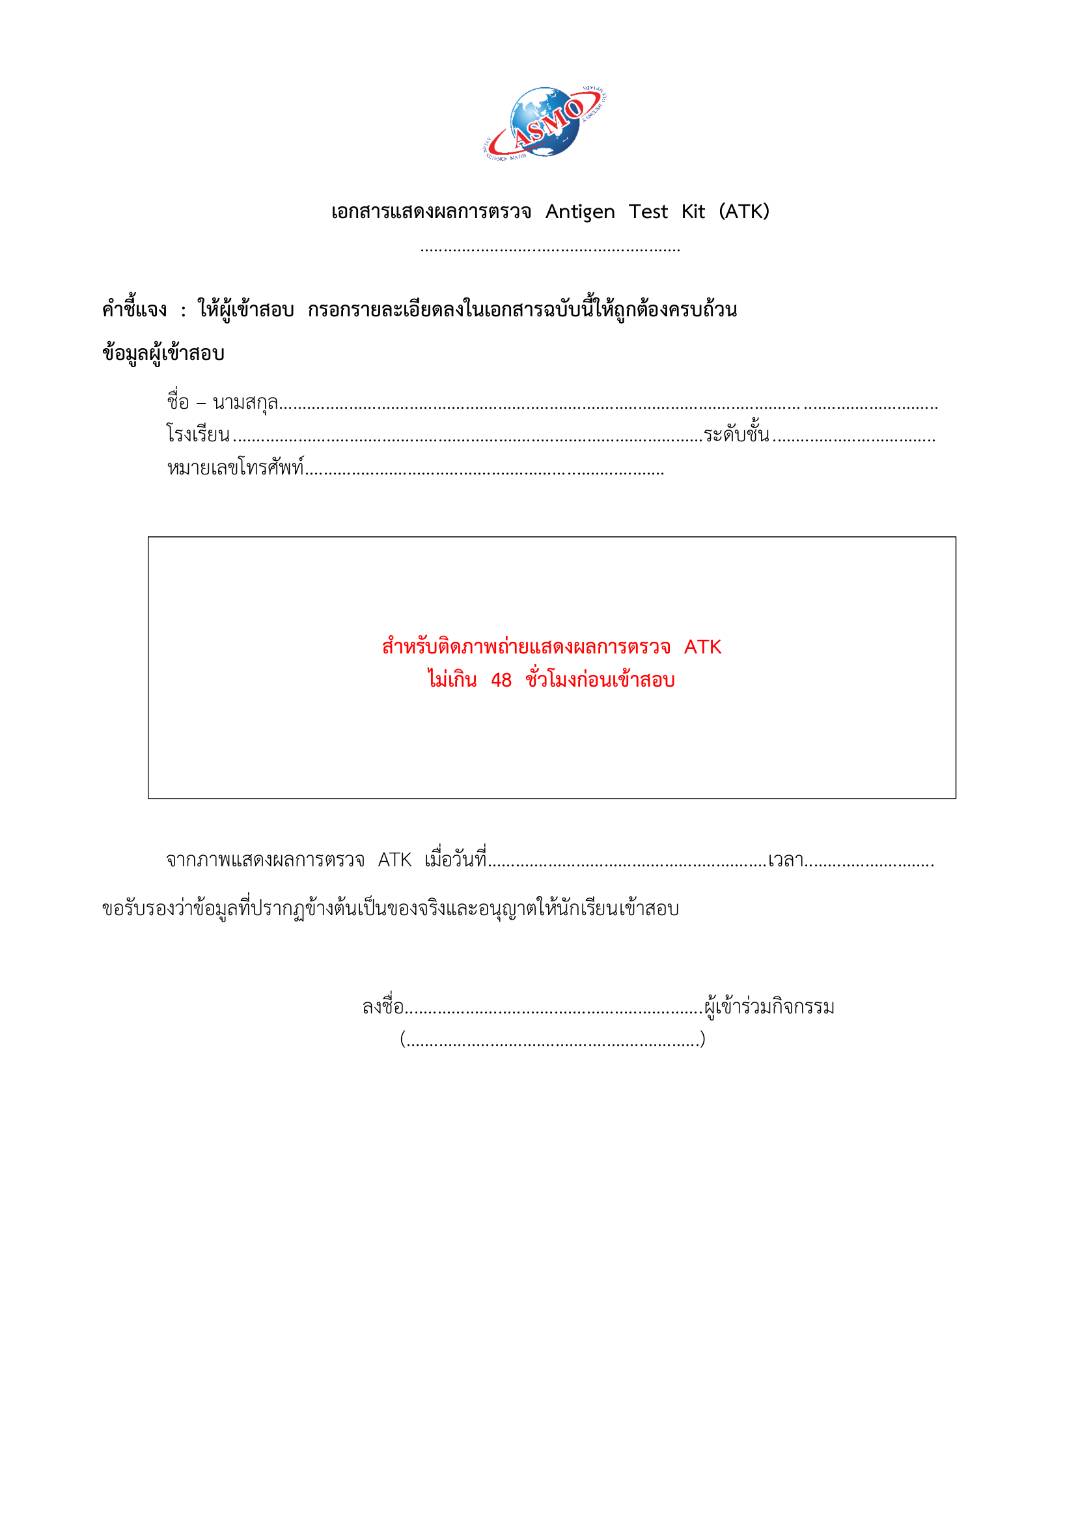 ASMO
เอกสารแสดงผลการตรวจ Antigen Test Kit (ATK)
........................................................
คำชี้แจง : ให้ผู้เข้าสอบ กรอกรายละเอียดลงในเอกสารฉบับนี้ให้ถูกต้องครบถ้วน
ข้อมูลผู้เข้าสอบ
ชื่อ – นามสกุล..............................................................................................................................................
โรงเรียน.....................................................................................................ระดับชั้น...................................
หมายเลขโทรศัพท์.............................................................................
สำหรับติดภาพถ่ายแสดงผลการตรวจ ATK
ไม่เกิน 48 ชั่วโมงก่อนเข้าสอบ
จากภาพแสดงผลการตรวจ ATK เมื่อวันที่............................................................เวลา............................
ขอรับรองว่าข้อมูลที่ปรากฏข้างต้นเป็นของจริงและอนุญาตให้นักเรียนเข้าสอบ
ลงชื่อ................................................................ผู้เข้าร่วมกิจกรรม
(...............................................................)